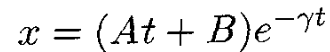 x = (At + B)e^{-γt}